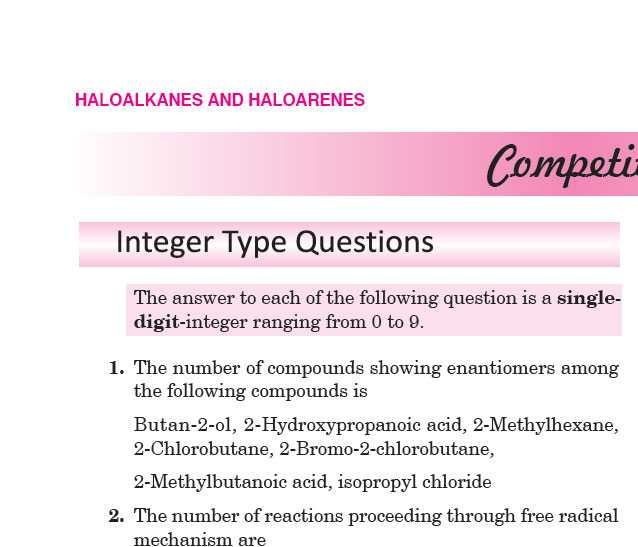 HALOALKANES AND HALOARENES
Integer Type Questions
The answer to each of the following question is a single-
digit-integer ranging from 0 to 9.
1. The number of compounds showing enantiomers among
the following compounds is
Butan-2-ol, 2-Hydroxypropanoic acid, 2-Methylhexane,
2-Chlorobutane, 2-Bromo-2-chlorobutane,
2-Methylbutanoic acid, isopropyl chloride
2. The number of reactions proceeding through free radical
mechanism are